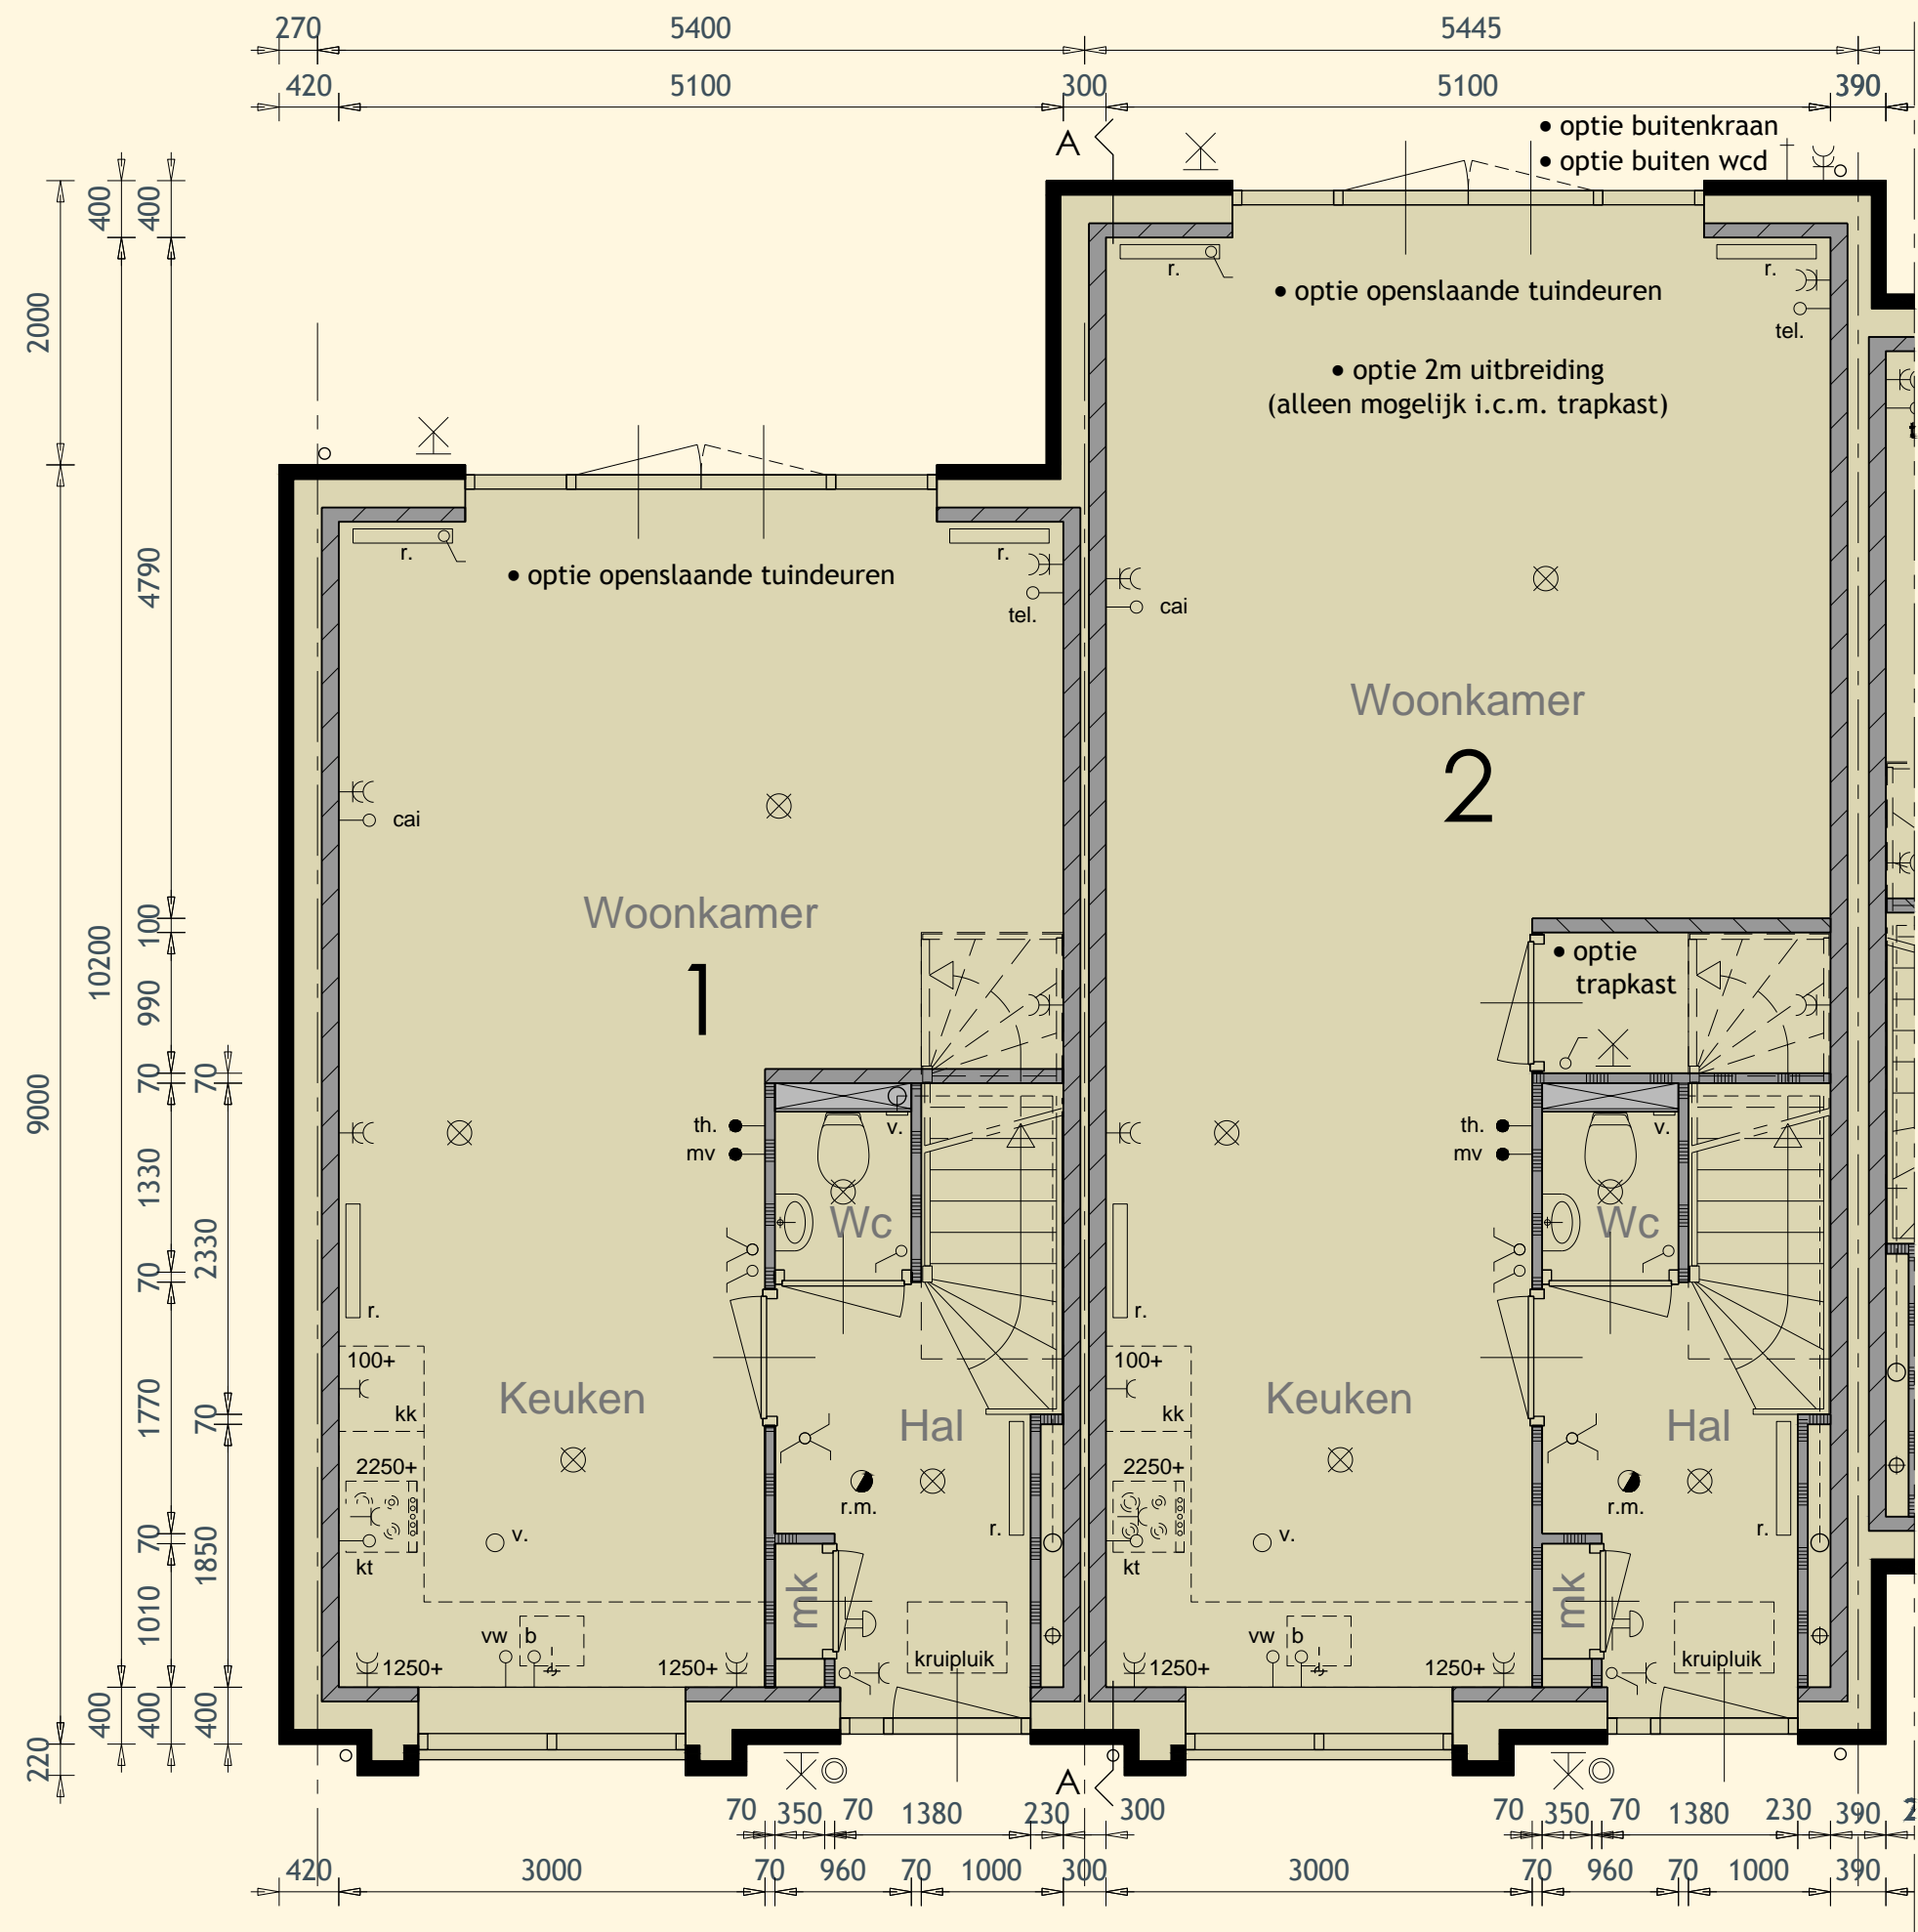 270 5400 5445
420 5100 300 5100 390
• optie buitenkraan
• optie buiten wcd
A
400 400
2000
r. r.
• optie openslaande tuindeuren
tel.
• optie 2m uitbreiding
(alleen mogelijk i.c.m. trapkast)
r. r.
• optie openslaande tuindeuren
tel.
4790
cai
cai
Woonkamer
2
Woonkamer
1
100
10200
990
• optie
trapkast
70 70
9000
1330
2330
70
th. v. th. v.
mv mv
Wc Wc
r. r.
100+ 100+
kk kk
Keuken Hal Keuken Hal
1770
70
2250+ 2250+
r.m. r.m.
v. r. v. r.
kt kt
70
1850
1010
mk mk
vw b vw b
1250+ 1250+ kruipluik 1250+ 1250+ kruipluik
400 400 400
220
A
70 350 70 1380 230 300 70 350 70 1380 230 390
420 3000 70 960 70 1000 300 3000 70 960 70 1000 390